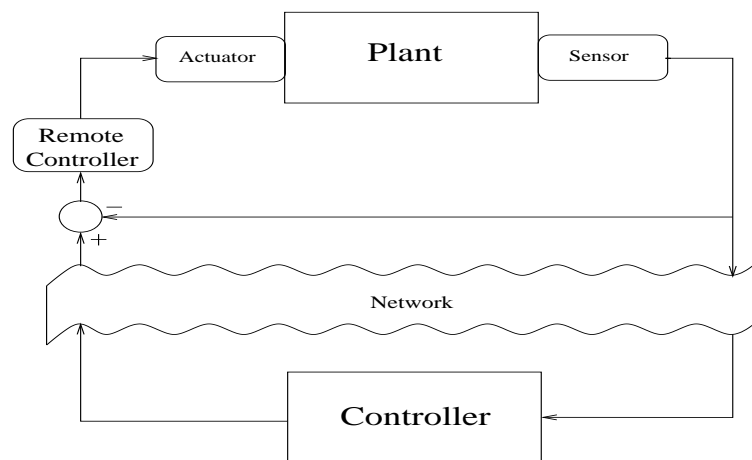 Actuator
Plant
Sensor
Remote
Controller
−
+
Network
Controller